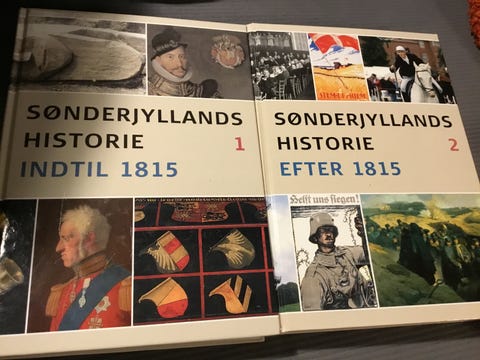 SØNDERJYLLANDS
HISTORIE 1
INDTIL 1815
SØNDERJYLLANDS
HISTORIE 2
EFTER 1815
Helft uns siegen!